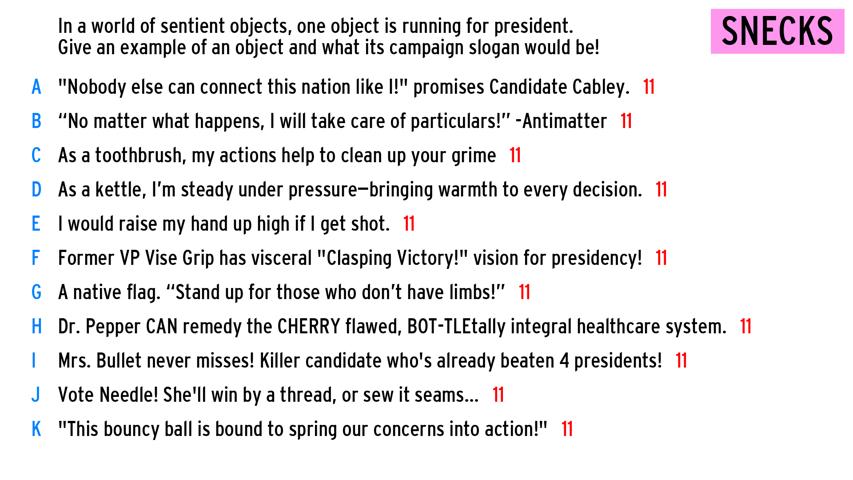 In a world of sentient objects, one object is running for president.
Give an example of an object and what its campaign slogan would be!
SNECKS
A "Nobody else can connect this nation like I!" promises Candidate Cabley. 11
B “No matter what happens, I will take care of particulars!” -Antimatter 11
C As a toothbrush, my actions help to clean up your grime 11
D As a kettle, I’m steady under pressure—bringing warmth to every decision. 11
E I would raise my hand up high if I get shot. 11
F Former VP Vise Grip has visceral "Clasping Victory!" vision for presidency! 11
G A native flag. “Stand up for those who don’t have limbs!” 11
H Dr. Pepper CAN remedy the CHERRY flawed, BOT-TLEtally integral healthcare system. 11
I Mrs. Bullet never misses! Killer candidate who's already beaten 4 presidents! 11
J Vote Needle! She'll win by a thread, or sew it seams... 11
K "This bouncy ball is bound to spring our concerns into action!" 11